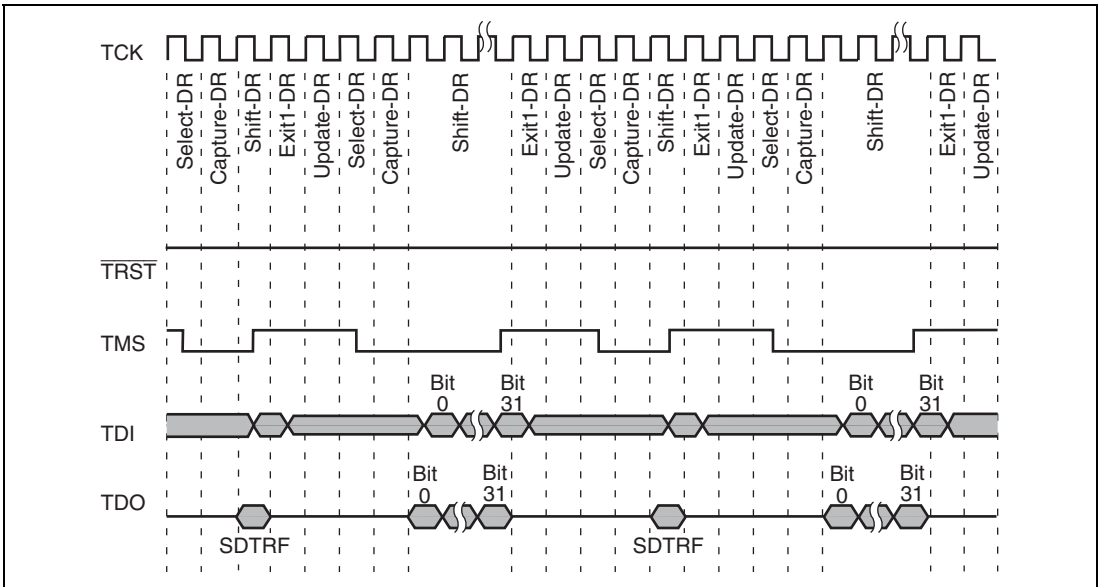 TCK
Select-DR
Capture-DR
Shift-DR
Exit1-DR
Update-DR
Select-DR
Capture-DR
Shift-DR
Exit1-DR
Update-DR
Select-DR
Capture-DR
Shift-DR
Exit1-DR
Update-DR
Select-DR
Capture-DR
Shift-DR
Exit1-DR
Update-DR
TRST
TMS
Bit
0
Bit
31
Bit
0
Bit
31
TDI
Bit
0
Bit
31
Bit
0
Bit
31
TDO
SDTRF
SDTRF